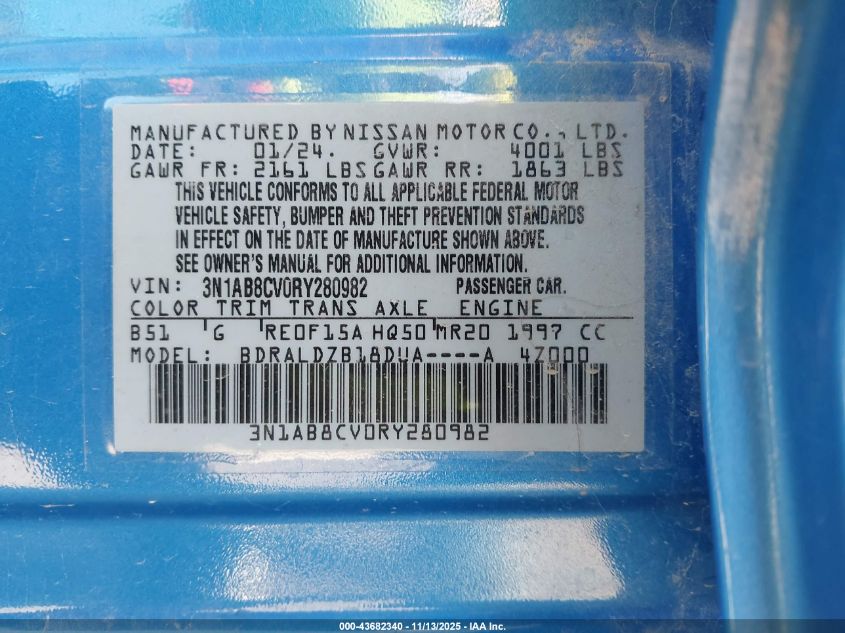 MANUFACTURED BY NISSAN MOTOR CO., LTD.
DATE: 01/24. GVWR: 4001 LBS
GAWR FR: 2161 LBS GAWR RR: 1863 LBS
THIS VEHICLE CONFORMS TO ALL APPLICABLE FEDERAL MOTOR
VEHICLE SAFETY, BUMPER AND THEFT PREVENTION STANDARDS
IN EFFECT ON THE DATE OF MANUFACTURE SHOWN ABOVE.
SEE OWNER'S MANUAL FOR ADDITIONAL INFORMATION.
VIN: 3N1AB8CV0RY280982 PASSENGER CAR.
COLOR TRIM TRANS AXLE ENGINE
B51 G RE0F15A HQ50 MR20 1997 CC
MODEL: BDRALDZB18DUA----A 4Z000
3N1AB8CV0RY280982
000-43682340 - 11/13/2025 - IAA Inc.